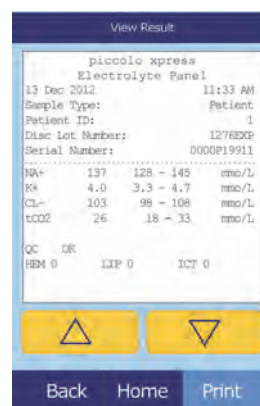 View Result
piccolo xpress
Electrolyte Panel
13 Dec 2012 11:33 AM
Sample Type: Patient
Patient ID: 1
Disc Lot Number: 1276EXP
Serial Number: 0000P19911
NA+ 137 128 - 145 mmo/L
K+ 4.0 3.3 - 4.7 mmo/L
CL- 103 98 - 108 mmo/L
tCO2 26 18 - 33 mmo/L
QC OK
HEM 0 LIP 0 ICT 0
Back Home Print